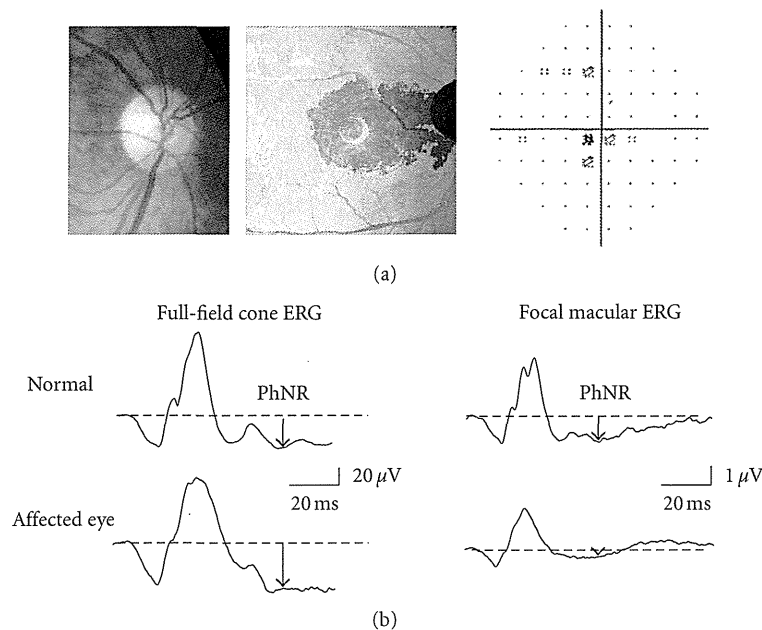 (a)
Full-field cone ERG
Focal macular ERG
Normal
PhNR
PhNR
20 µV
20 ms
1 µV
20 ms
Affected eye
(b)